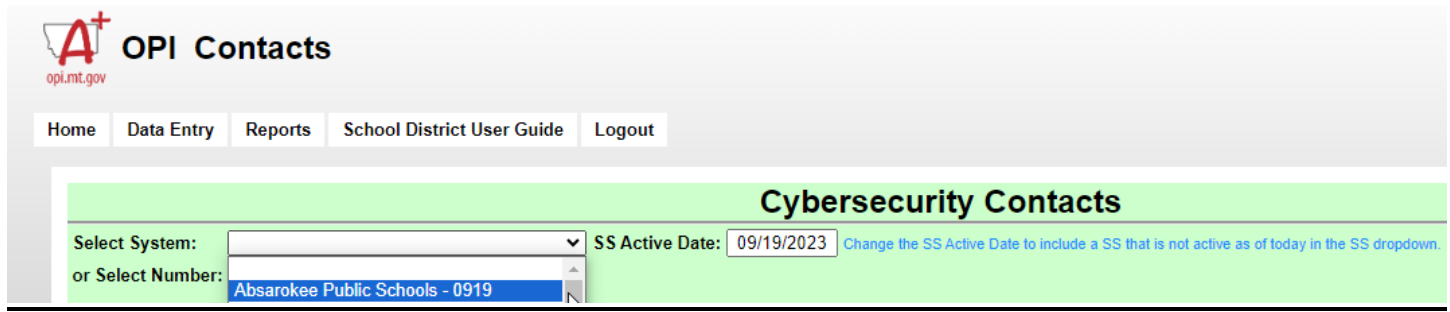 A+ OPI Contacts
opi.mt.gov
Home Data Entry Reports School District User Guide Logout
Cybersecurity Contacts
Select System: SS Active Date: 09/19/2023 Change the SS Active Date to include a SS that is not active as of today in the SS dropdown.
or Select Number:
Absarokee Public Schools - 0919